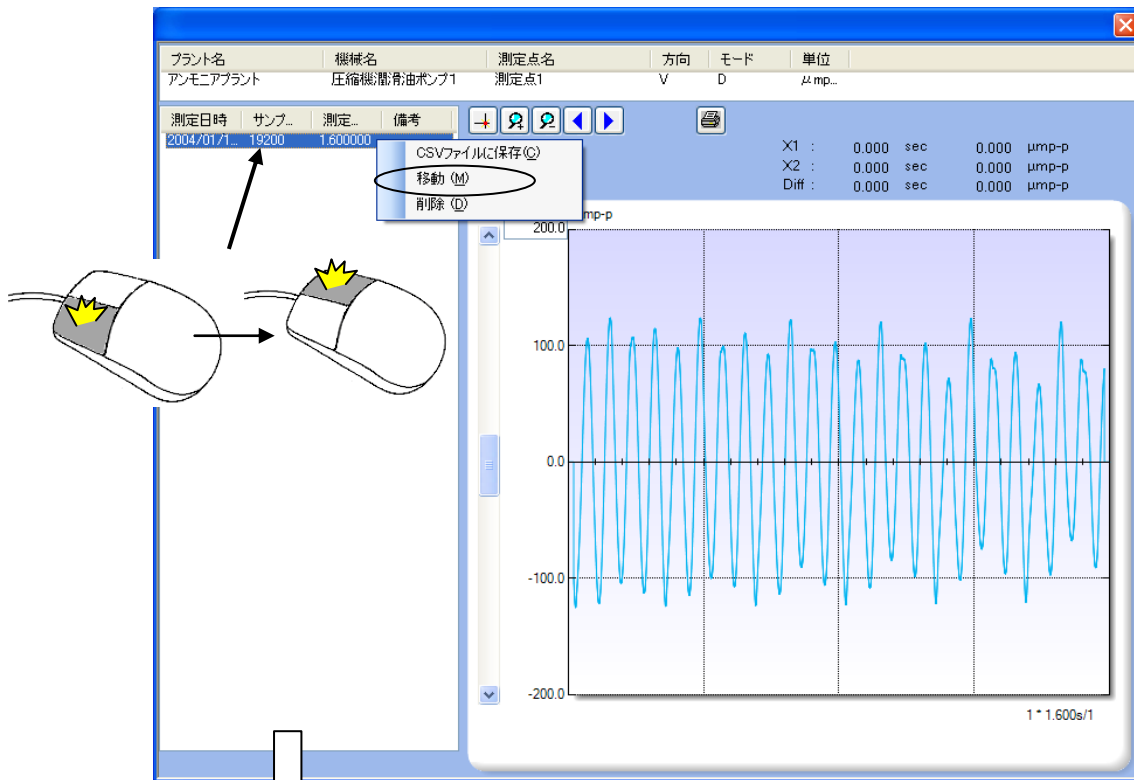 プラント名 機械名 測定点名 方向 モード 単位
アンモニアプラント 圧縮機潤滑油ポンプ1 測定点1 V D μmp...
測定日時 サンプ... 測定... 備考
2004/01/1... 19200 1.600000
CSVファイルに保存(C)
移動 (M)
削除 (D)
X1 : 0.000 sec 0.000 μmp-p
X2 : 0.000 sec 0.000 μmp-p
Diff : 0.000 sec 0.000 μmp-p
mp-p
200.0
100.0
0.0
-100.0
-200.0
1 * 1.600s/1